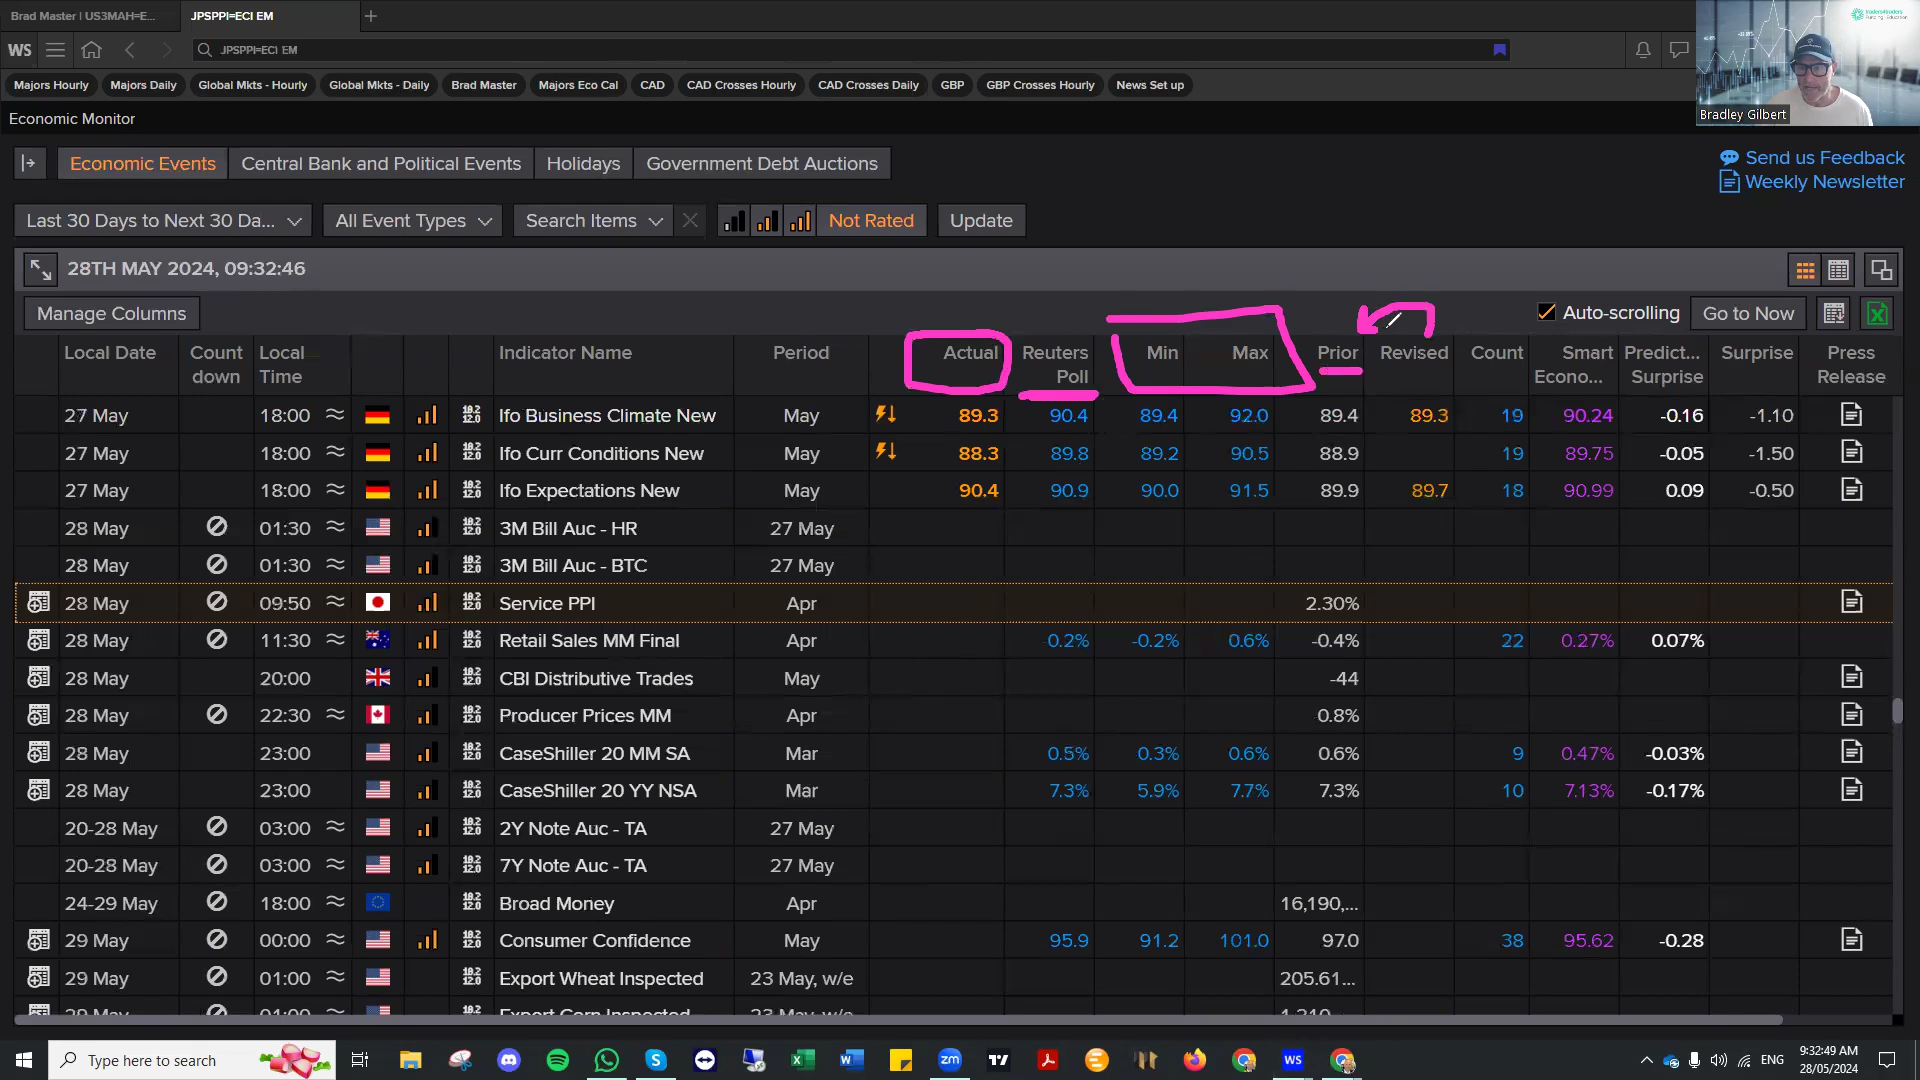 Brad Master | US3MAH=E...
JPSPPI=ECI EM
WS
JPSPPI=ECI EM
Majors Hourly Majors Daily Global Mkts - Hourly Global Mkts - Daily Brad Master Majors Eco Cal CAD CAD Crosses Hourly CAD Crosses Daily GBP GBP Crosses Hourly News Set up
Bradley Gilbert
Economic Monitor
Economic Events Central Bank and Political Events Holidays Government Debt Auctions
Send us Feedback
Weekly Newsletter
Last 30 Days to Next 30 Da... All Event Types Search Items Not Rated Update
28TH MAY 2024, 09:32:46
Manage Columns Auto-scrolling Go to Now
Local Date Count down Local Time Indicator Name Period Actual Reuters Poll Min Max Prior Revised Count Smart Econo... Predict... Surprise Surprise Press Release
27 May 18:00 Ifo Business Climate New May 89.3 90.4 89.4 92.0 89.4 89.3 19 90.24 -0.16 -1.10
27 May 18:00 Ifo Curr Conditions New May 88.3 89.8 89.2 90.5 88.9 19 89.75 -0.05 -1.50
27 May 18:00 Ifo Expectations New May 90.4 90.9 90.0 91.5 89.9 89.7 18 90.99 0.09 -0.50
28 May 01:30 3M Bill Auc - HR 27 May
28 May 01:30 3M Bill Auc - BTC 27 May
28 May 09:50 Service PPI Apr 2.30%
28 May 11:30 Retail Sales MM Final Apr 0.2% -0.2% 0.6% -0.4% 22 0.27% 0.07%
28 May 20:00 CBI Distributive Trades May -44
28 May 22:30 Producer Prices MM Apr 0.8%
28 May 23:00 CaseShiller 20 MM SA Mar 0.5% 0.3% 0.6% 0.6% 9 0.47% -0.03%
28 May 23:00 CaseShiller 20 YY NSA Mar 7.3% 5.9% 7.7% 7.3% 10 7.13% -0.17%
20-28 May 03:00 2Y Note Auc - TA 27 May
20-28 May 03:00 7Y Note Auc - TA 27 May
24-29 May 18:00 Broad Money Apr 16,190,...
29 May 00:00 Consumer Confidence May 95.9 91.2 101.0 97.0 38 95.62 -0.28
29 May 01:00 Export Wheat Inspected 23 May, w/e 205.61...
29 May 01:00 Export Corn Inspected 23 May, w/e 1,210...
Type here to search
ENG
9:32:49 AM
28/05/2024